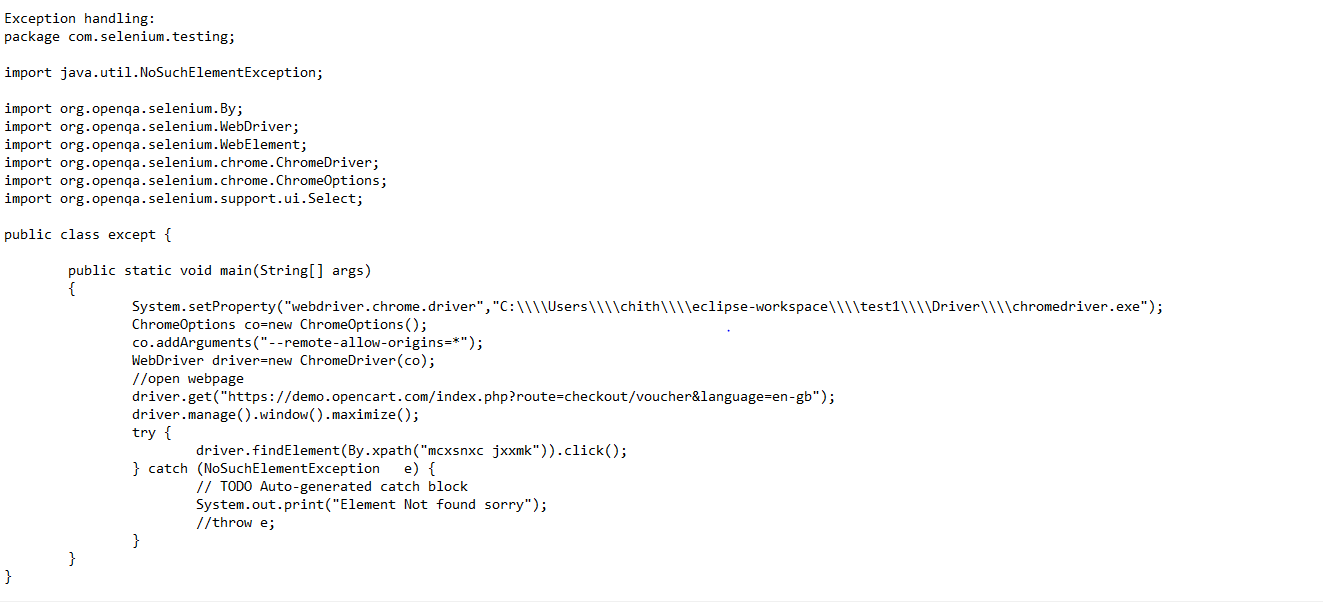 Exception handling:
package com.selenium.testing;
import java.util.NoSuchElementException;
import org.openqa.selenium.By;
import org.openqa.selenium.WebDriver;
import org.openqa.selenium.WebElement;
import org.openqa.selenium.chrome.ChromeDriver;
import org.openqa.selenium.chrome.ChromeOptions;
import org.openqa.selenium.support.ui.Select;
public class except {
public static void main(String[] args)
{
System.setProperty("webdriver.chrome.driver","C:\\\\Users\\\\chith\\\\eclipse-workspace\\\\test1\\\\Driver\\\\chromedriver.exe");
ChromeOptions co=new ChromeOptions();
co.addArguments("--remote-allow-origins=*");
WebDriver driver=new ChromeDriver(co);
//open webpage
driver.get("https://demo.opencart.com/index.php?route=checkout/voucher&language=en-gb");
driver.manage().window().maximize();
try {
driver.findElement(By.xpath("mcxsnxc jxxmk")).click();
} catch (NoSuchElementException   e) {
// TODO Auto-generated catch block
System.out.print("Element Not found sorry");
//throw e;
}
}
}